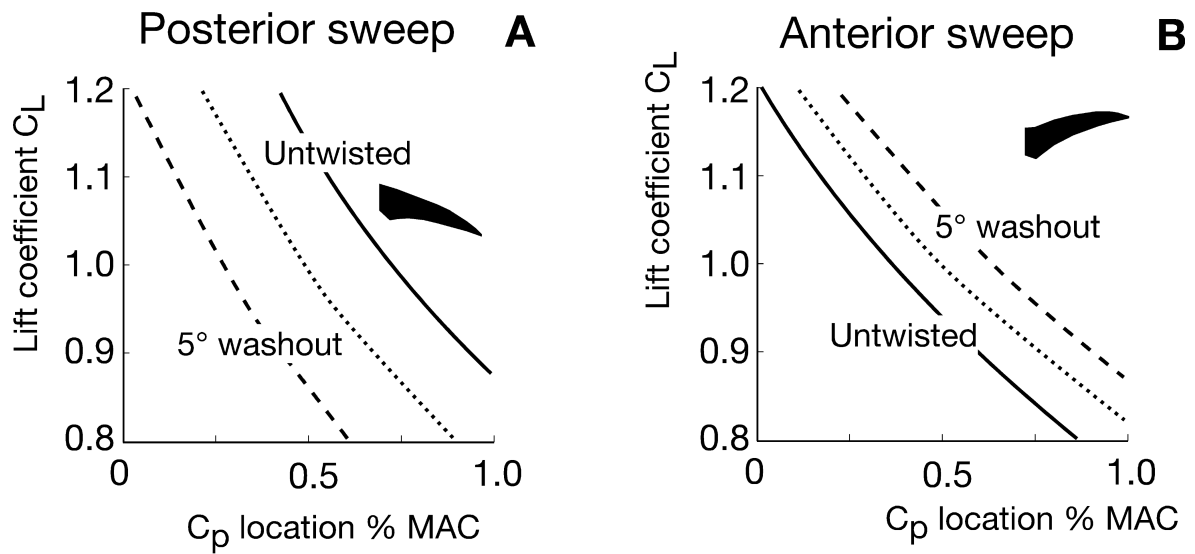 Posterior sweep A
Lift coefficient CL
1.2
1.1
1.0
0.9
0.8
Untwisted
5° washout
0 0.5 1.0
Cp location % MAC
Anterior sweep B
Lift coefficient CL
1.2
1.1
1.0
0.9
0.8
5° washout
Untwisted
0 0.5 1.0
Cp location % MAC